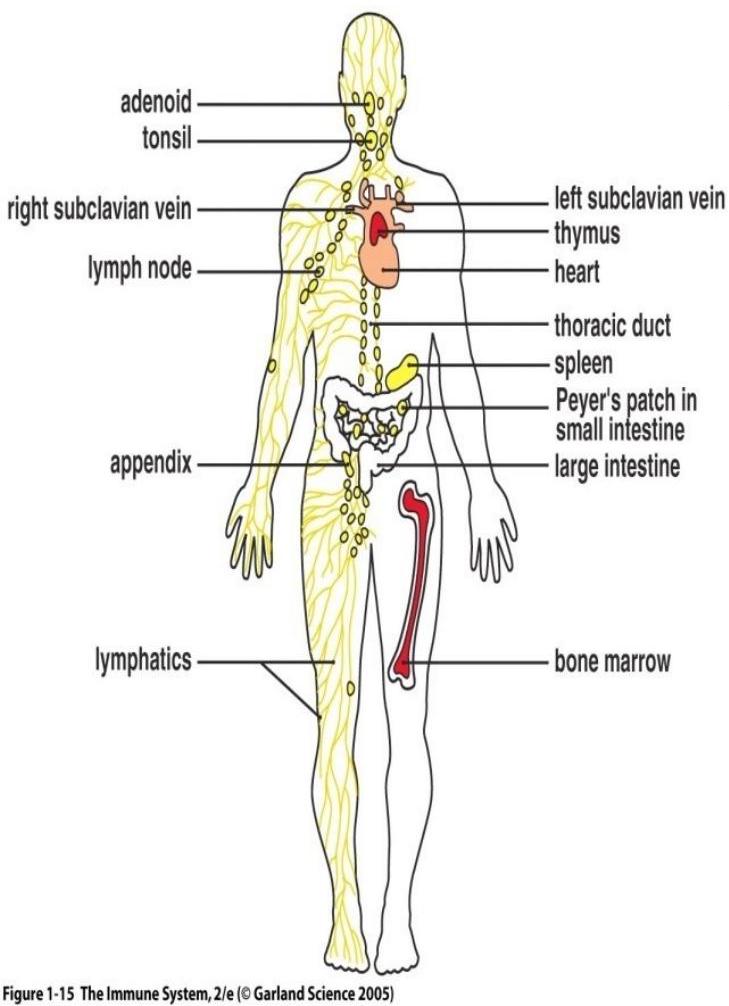 adenoid
tonsil
right subclavian vein
lymph node
appendix
lymphatics
left subclavian vein
thymus
heart
thoracic duct
spleen
Peyer's patch in
small intestine
large intestine
bone marrow
Figure 1-15 The Immune System, 2/e (© Garland Science 2005)